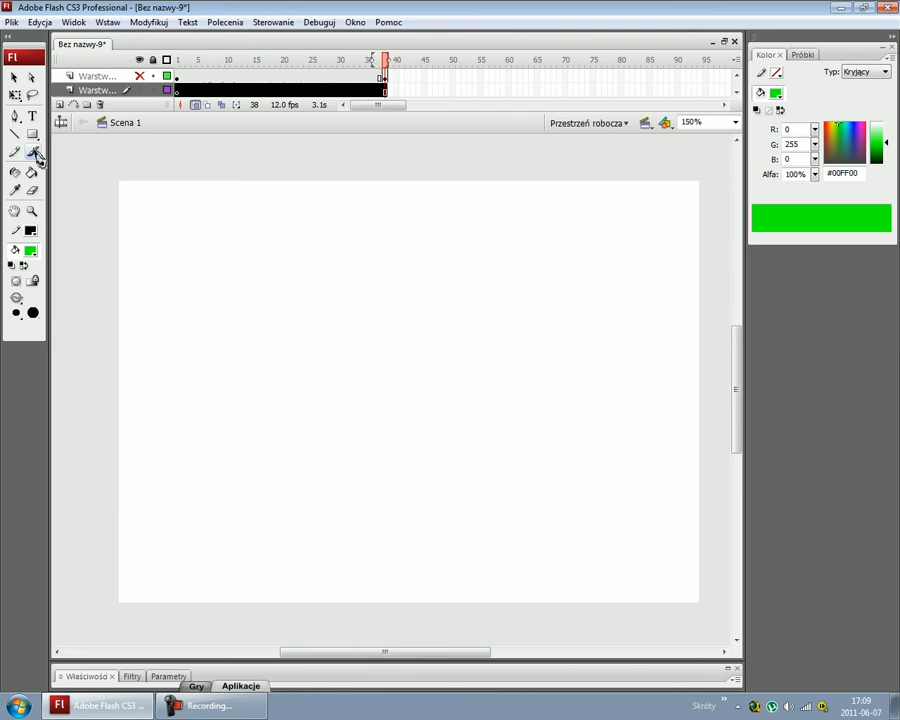 Adobe Flash CS3 Professional - [Bez nazwy-9*]
Plik Edycja Widok Wstaw Modyfikuj Tekst Polecenia Sterowanie Debuguj Okno Pomoc
Fl
Bez nazwy-9*
1 5 10 15 20 25 30 40 45 50 55 60 65 70 75 80 85 90 95
Warstw...
Warstw...
38 12.0 fps 3.1s
Scena 1
Przestrzeń robocza
150%
T
Kolor × Próbki
Typ: Kryjący
R: 0
G: 255
B: 0
Alfa: 100% #00FF00
Właściwości × Filtry Parametry
Gry Aplikacje
Fl Adobe Flash CS3 ...
Recording...
Skróty
17:09
2011-06-07